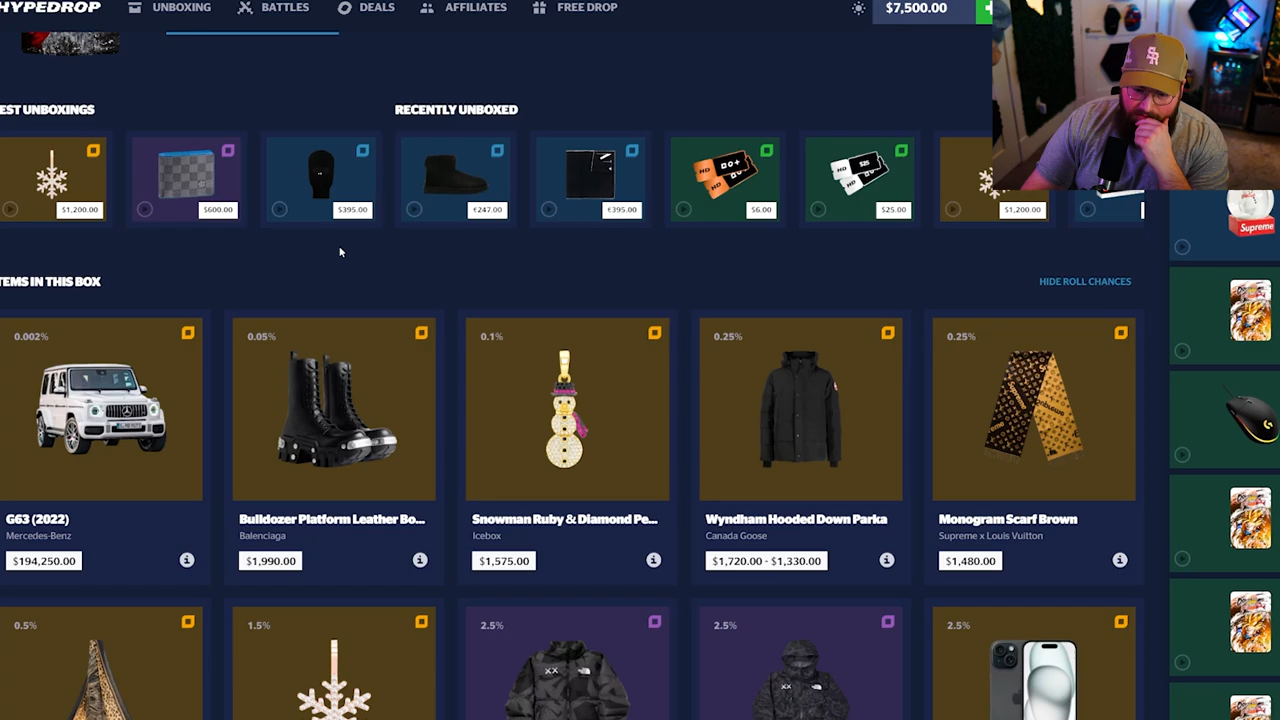 HYPEDROP UNBOXING BATTLES DEALS AFFILIATES FREE DROP $7,500.00
SR
EST UNBOXINGS RECENTLY UNBOXED
HD DO+ HD $25
$1,200.00 $600.00 $395.00 $247.00 $395.00 $6.00 $25.00 $1,200.00
Supreme
TEMS IN THIS BOX HIDE ROLL CHANCES
0.002% 0.05% 0.1% 0.25% 0.25%
G63 (2022) Bulldozer Platform Leather Bo... Snowman Ruby & Diamond Pe... Wyndham Hooded Down Parka Monogram Scarf Brown
Mercedes-Benz Balenciaga Icebox Canada Goose Supreme x Louis Vuitton
$194,250.00 $1,990.00 $1,575.00 $1,720.00 - $1,330.00 $1,480.00
0.5% 1.5% 2.5% 2.5% 2.5%